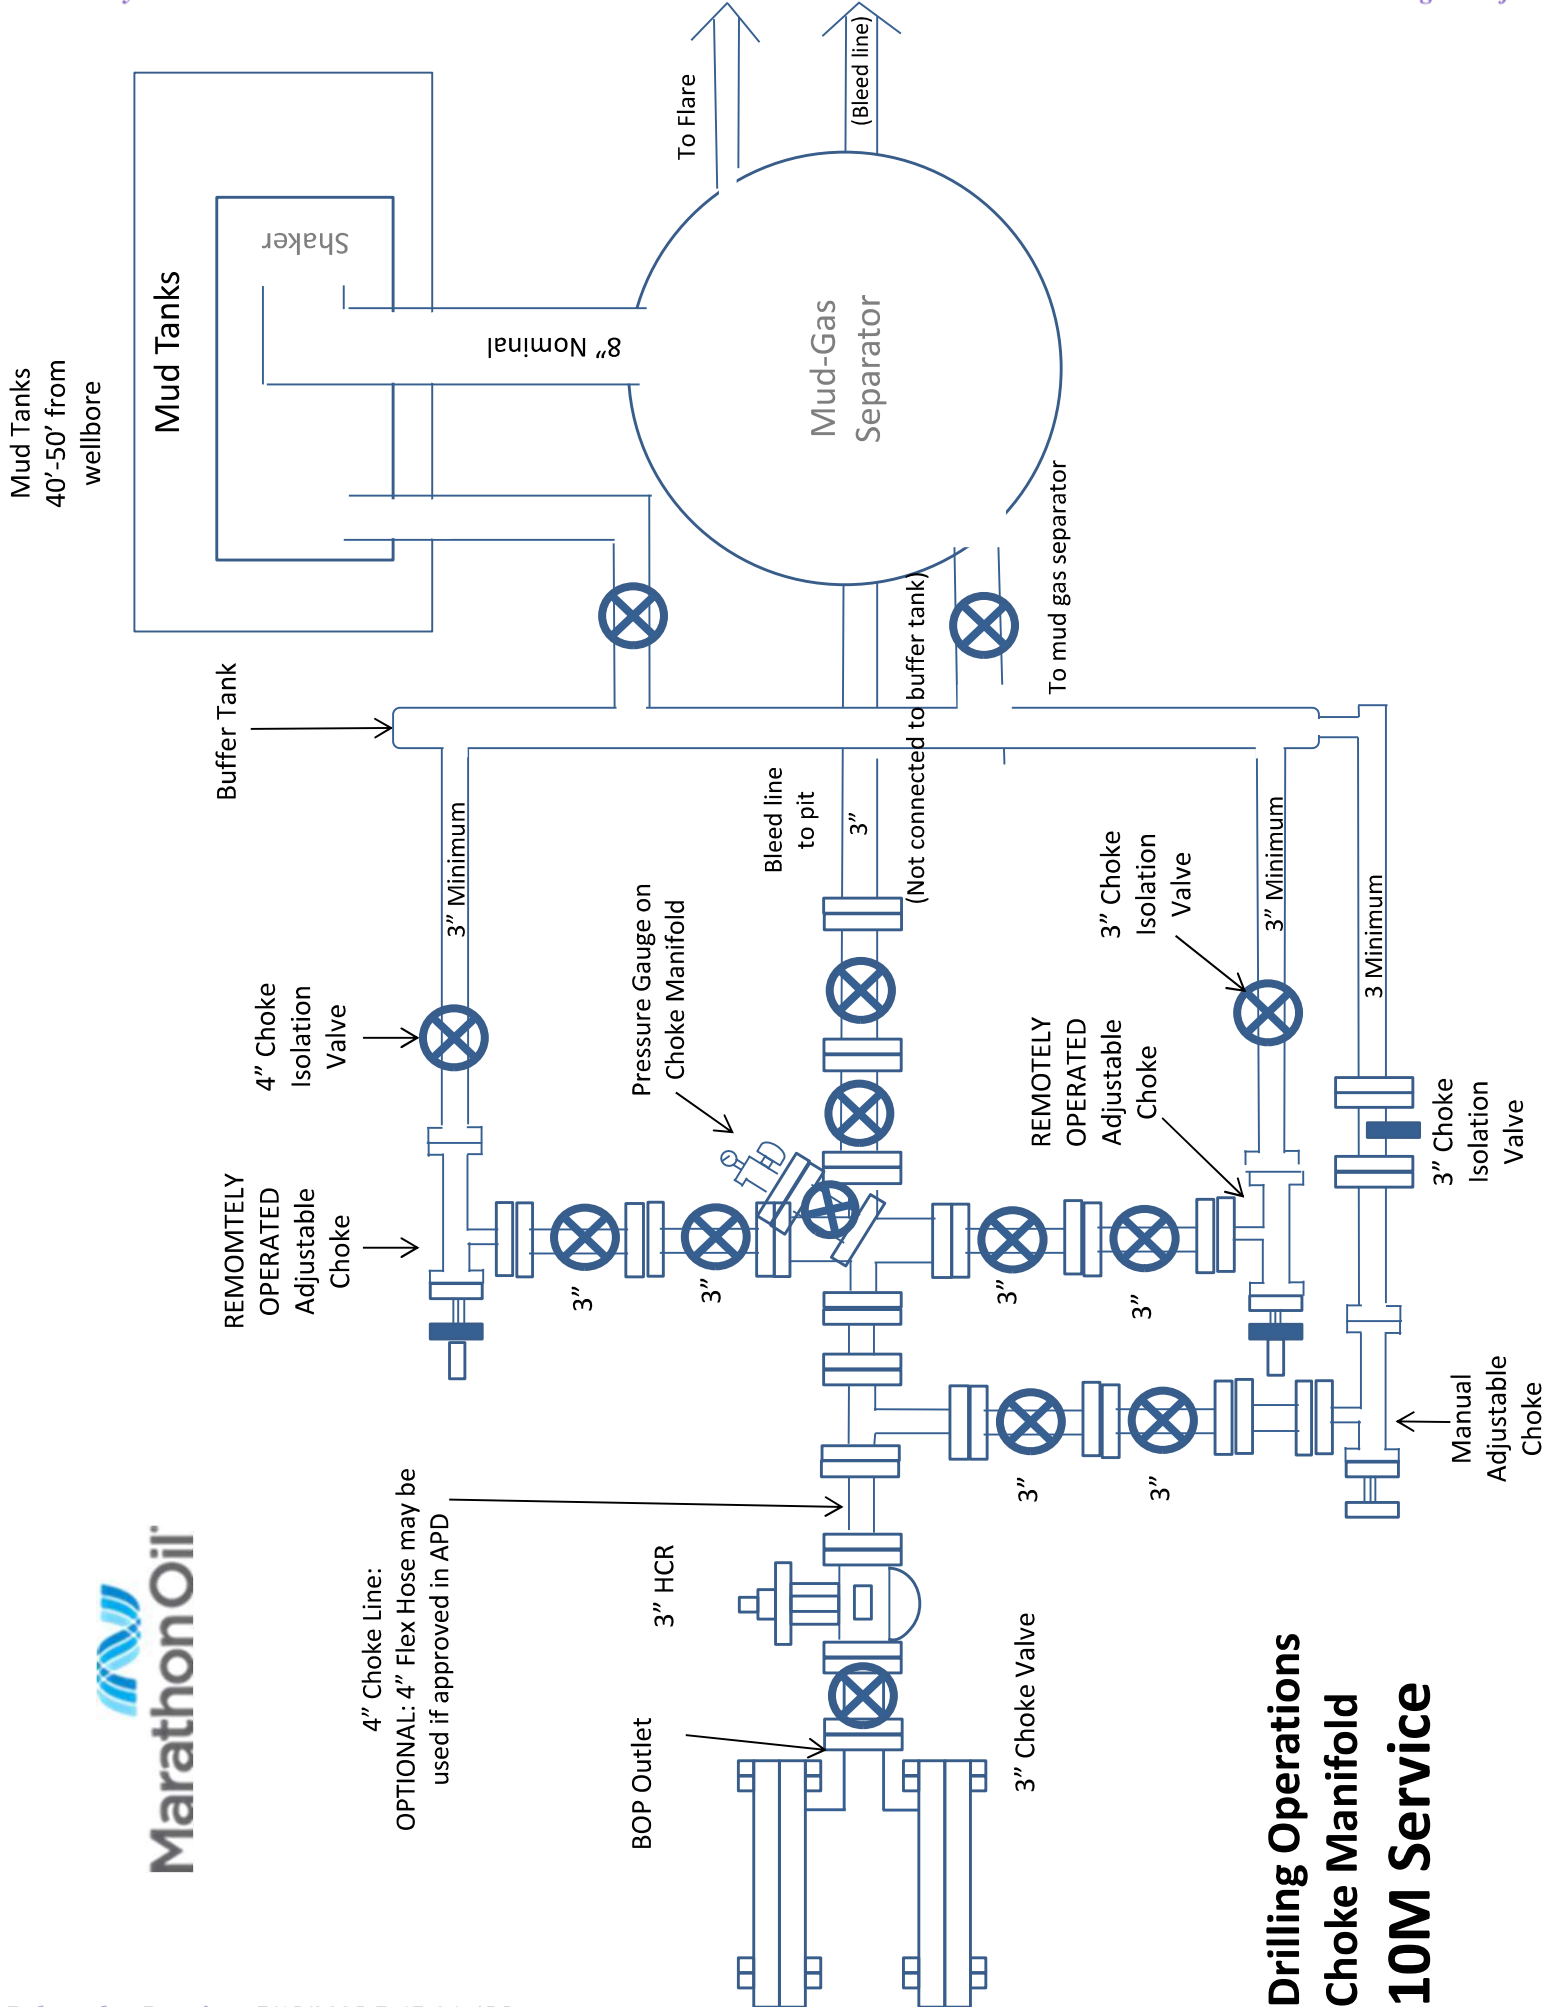 MarathonOil
Mud Tanks
40’-50’ from
wellbore
Mud Tanks
Shaker
8” Nominal
To Flare
(Bleed line)
Mud-Gas
Separator
Buffer Tank
To mud gas separator
(Not connected to buffer tank)
Bleed line
to pit
3”
3” Minimum
4” Choke
Isolation
Valve
REMOMTELY
OPERATED
Adjustable
Choke
Pressure Gauge on
Choke Manifold
3” Choke
Isolation
Valve
3” Minimum
REMOTELY
OPERATED
Adjustable
Choke
3 Minimum
3” Choke
Isolation
Valve
3”
3”
3”
3”
3”
3”
Manual
Adjustable
Choke
4” Choke Line:
OPTIONAL: 4” Flex Hose may be
used if approved in APD
3” HCR
BOP Outlet
3” Choke Valve
Drilling Operations
Choke Manifold
10M Service